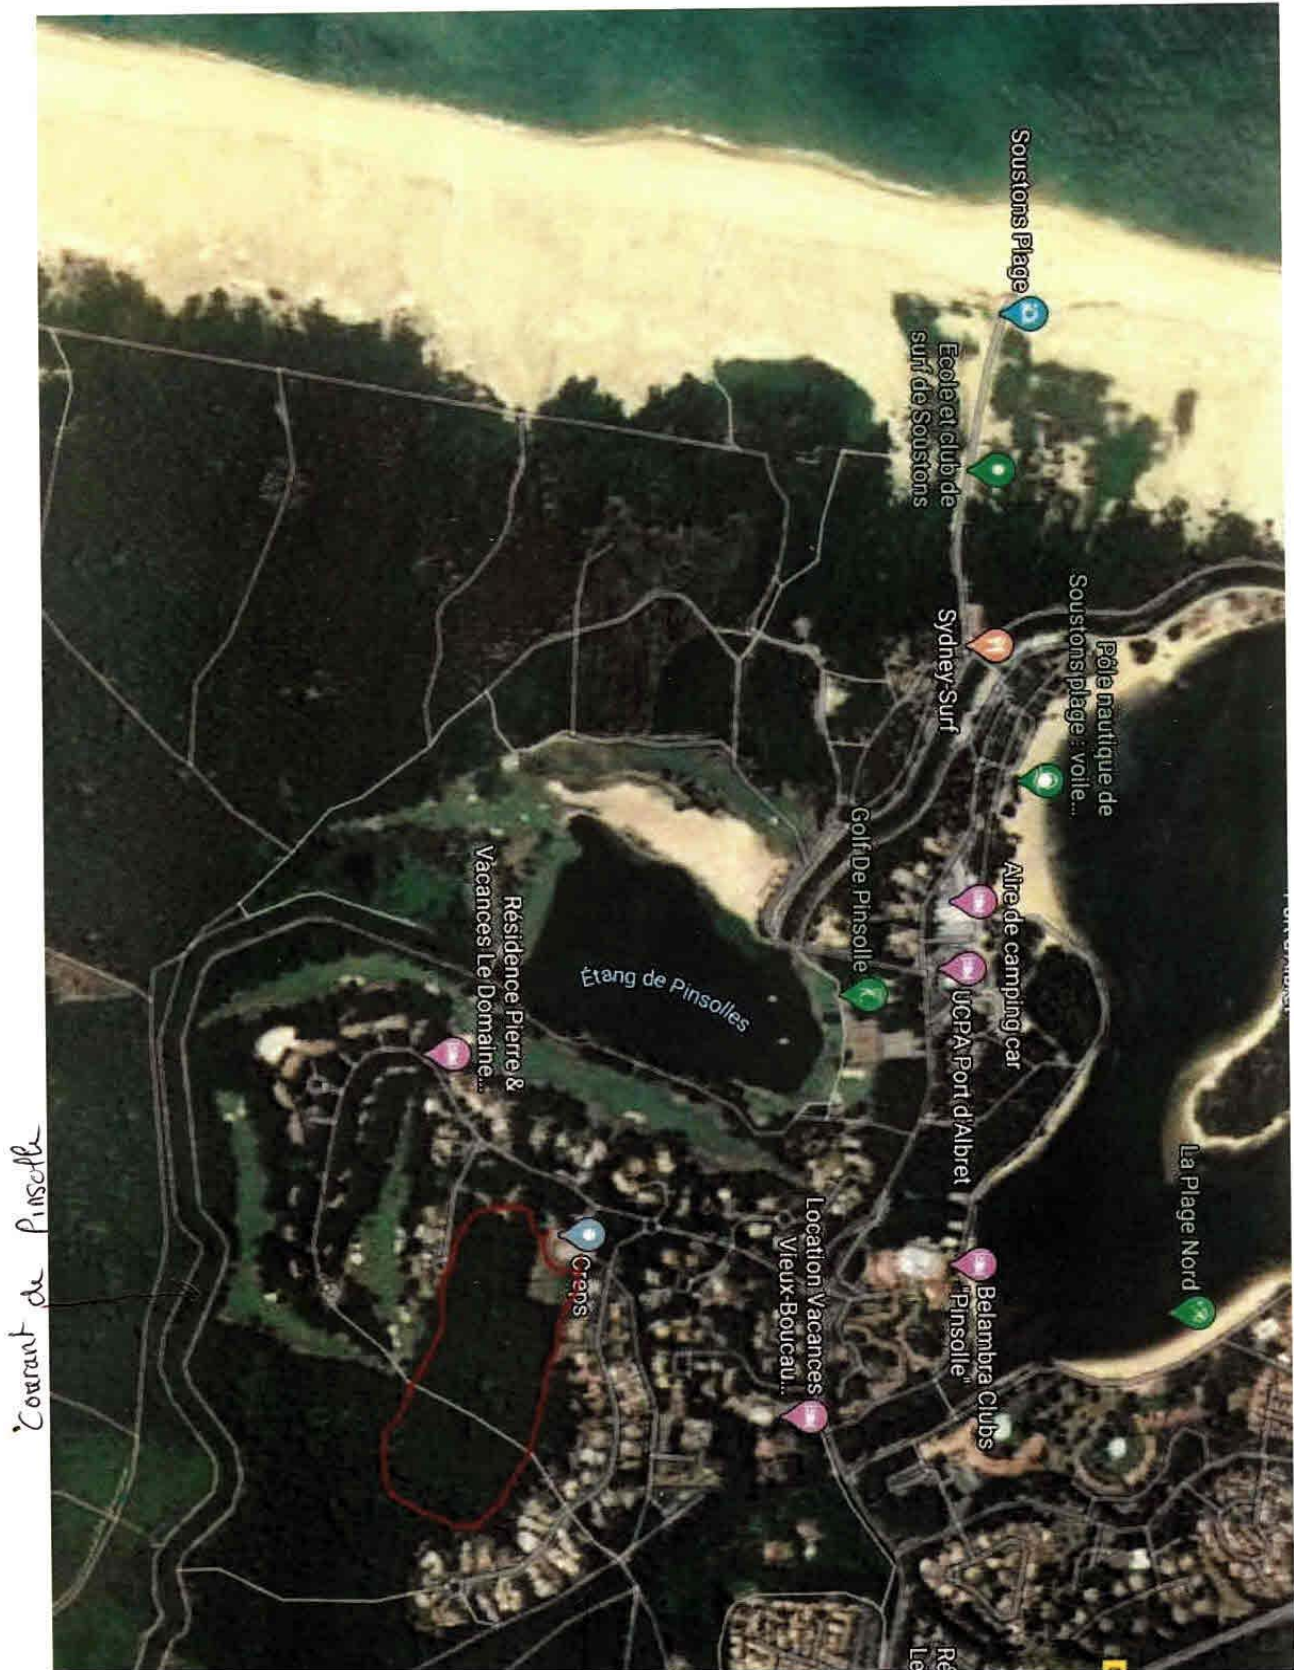 Soustons Plage
Ecole et club de
surf de Soustons
Sydney-Surf
Pôle nautique de
Soustons plage : voile...
Aire de camping car
Golf De Pinsolle
UCPA Port d'Albret
Étang de Pinsolles
Résidence Pierre &
Vacances Le Domaine...
La Plage Nord
Creps
Location Vacances
Vieux-Boucau...
Belambra Clubs
"Pinsolle"
Ré
Le
Courant de Pinsolle